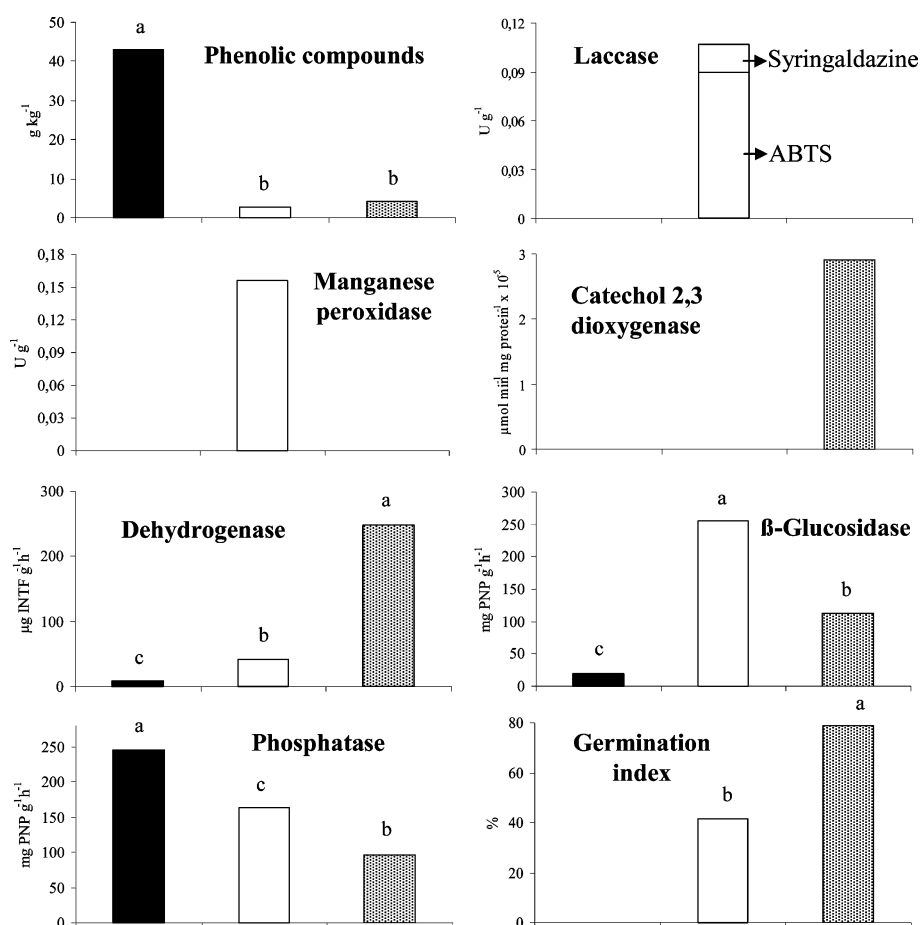 50
40
30
20
10
0
g kg-1
Phenolic compounds
a
b
b
0,12
0,09
0,06
0,03
0
U g-1
Laccase
Syringaldazine
ABTS
0,18
0,15
0,12
0,09
0,06
0,03
0
U g-1
Manganese
peroxidase
3
2
1
0
µmol min-1 mg protein-1 x 10-5
Catechol 2,3
dioxygenase
300
200
100
0
µg INTF g-1h-1
Dehydrogenase
c
b
a
300
250
200
150
100
50
0
mg PNP g-1h-1
ß-Glucosidase
c
a
b
250
200
150
100
50
0
mg PNP g-1h-1
Phosphatase
a
c
b
80
60
40
20
0
%
Germination
index
b
a